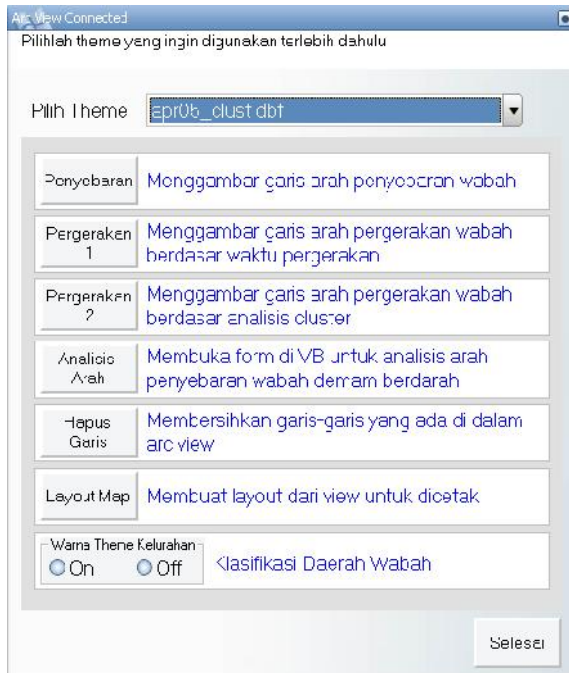 Arc View Connected
Pilihlah theme yang ingin digunakan terlebih dahulu
Pilih Theme
apr06_clust.dbf
Penyebaran
Menggambar garis arah penyebaran wabah
Pergerakan
1
Menggambar garis arah pergerakan wabah
berdasar waktu pergerakan
Pergerakan
2
Menggambar garis arah pergerakan wabah
berdasar analisis cluster
Analisis
Arah
Membuka form di VB untuk analisis arah
penyebaran wabah demam berdarah
Hapus
Garis
Membersihkan garis-garis yang ada di dalam
arc view
Layout Map
Membuat layout dari view untuk dicetak
Warna Theme Kelurahan
On Off
Klasifikasi Daerah Wabah
Selesai